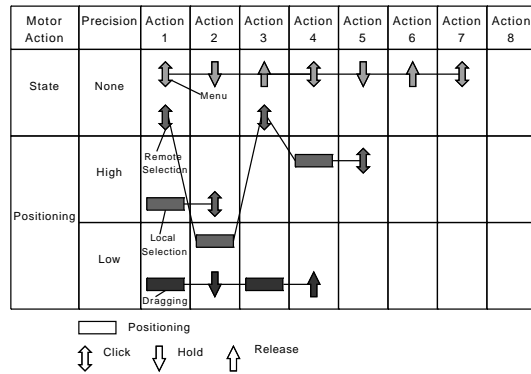 Motor Precision Action Action Action Action Action Action Action Action
Action 1 2 3 4 5 6 7 8
State None
Menu
Remote
Selection
High
Positioning
Local
Selection
Low
Dragging
Positioning
Click Hold Release